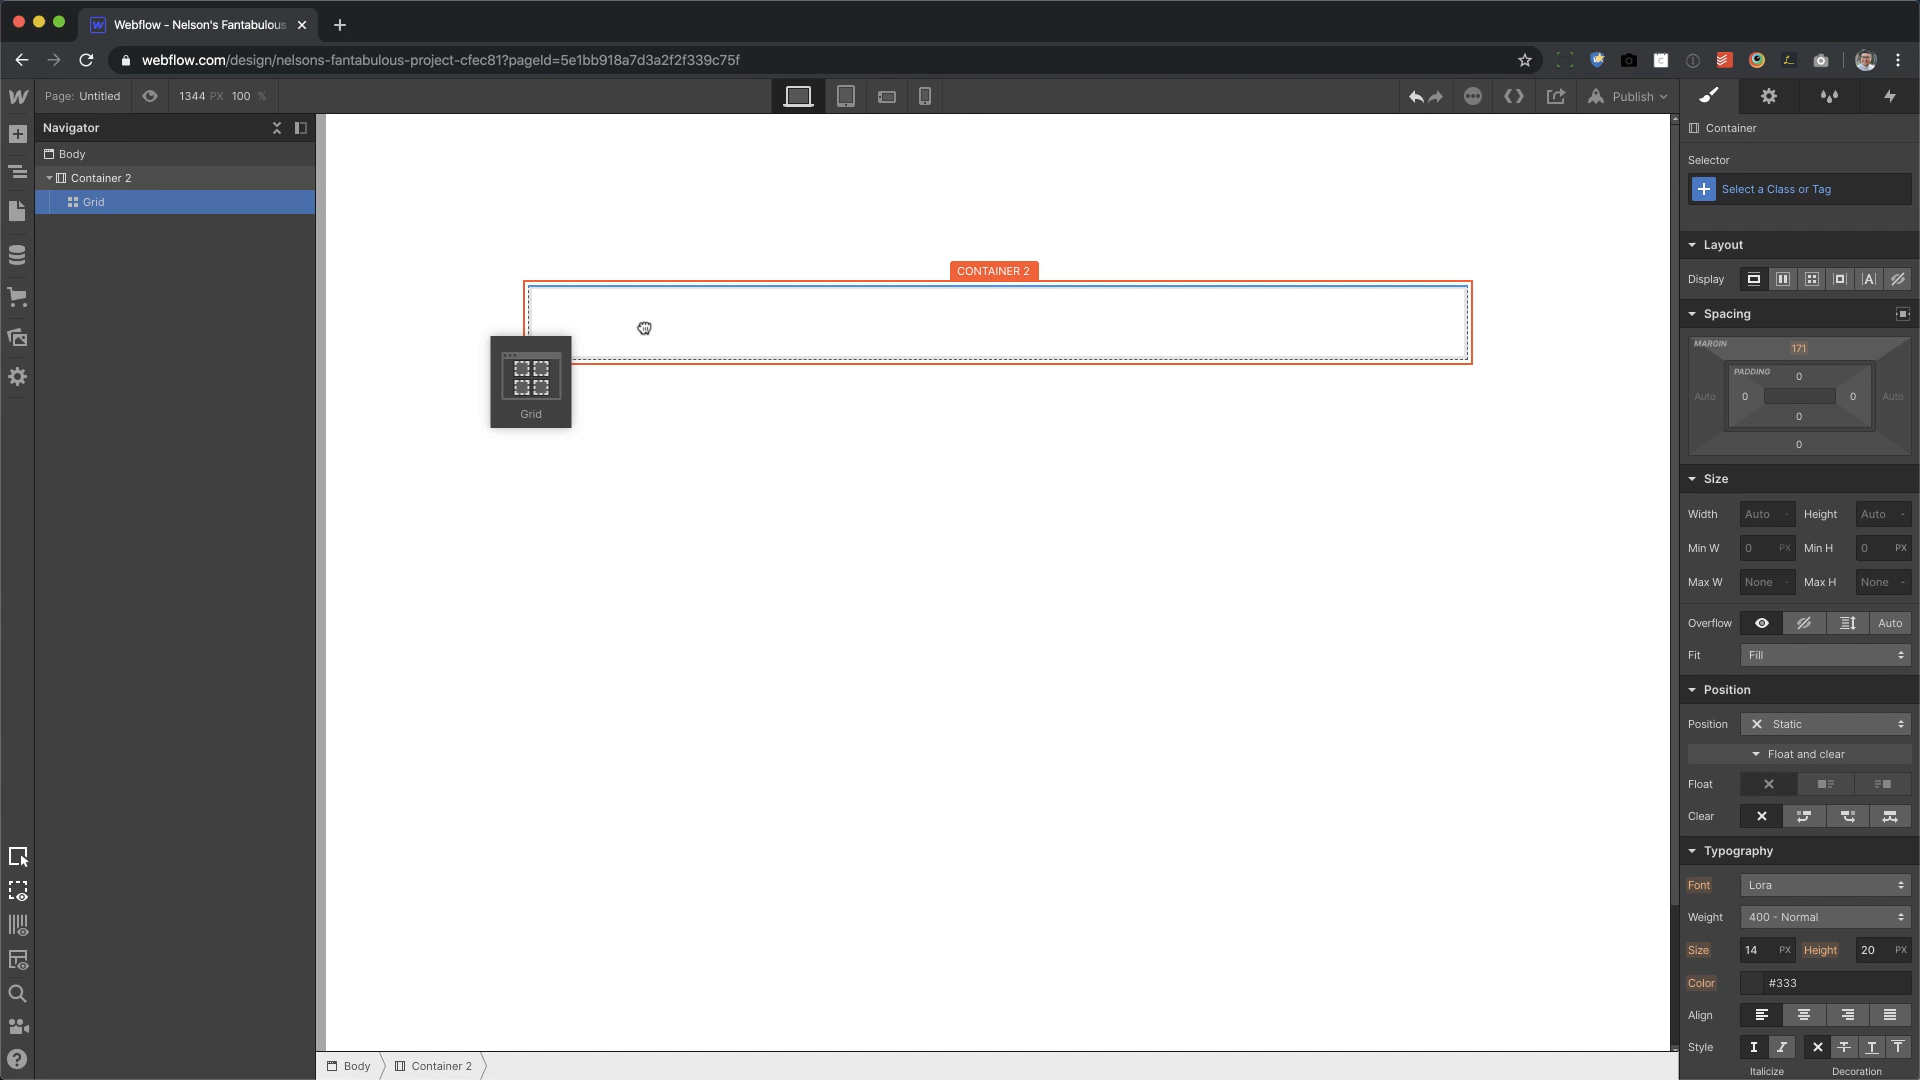 Webflow - Nelson's Fantabulous
webflow.com/design/nelsons-fantabulous-project-cfec81?pageId=5e1bb918a7d3a2f2f339c75f
Page: Untitled
1344 PX 100 %
Publish
Navigator
Body
Container 2
Grid
CONTAINER 2
Grid
Container
Selector
Select a Class or Tag
Layout
Display
Spacing
MARGIN
171
PADDING
0
Auto
0
0
Auto
0
0
Size
Width Auto - Height Auto -
Min W 0 PX Min H 0 PX
Max W None - Max H None -
Overflow Auto
Fit Fill
Position
Position Static
Float and clear
Float
Clear
Typography
Font Lora
Weight 400 - Normal
Size 14 PX Height 20 PX
Color #333
Align
Style
Italicize Decoration
Body Container 2